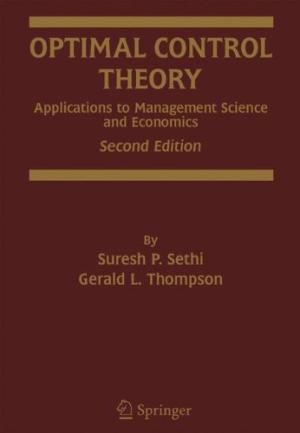 OPTIMAL CONTROL
THEORY
Applications to Management Science
and Economics
Second Edition
By
Suresh P. Sethi
Gerald L. Thompson
Springer